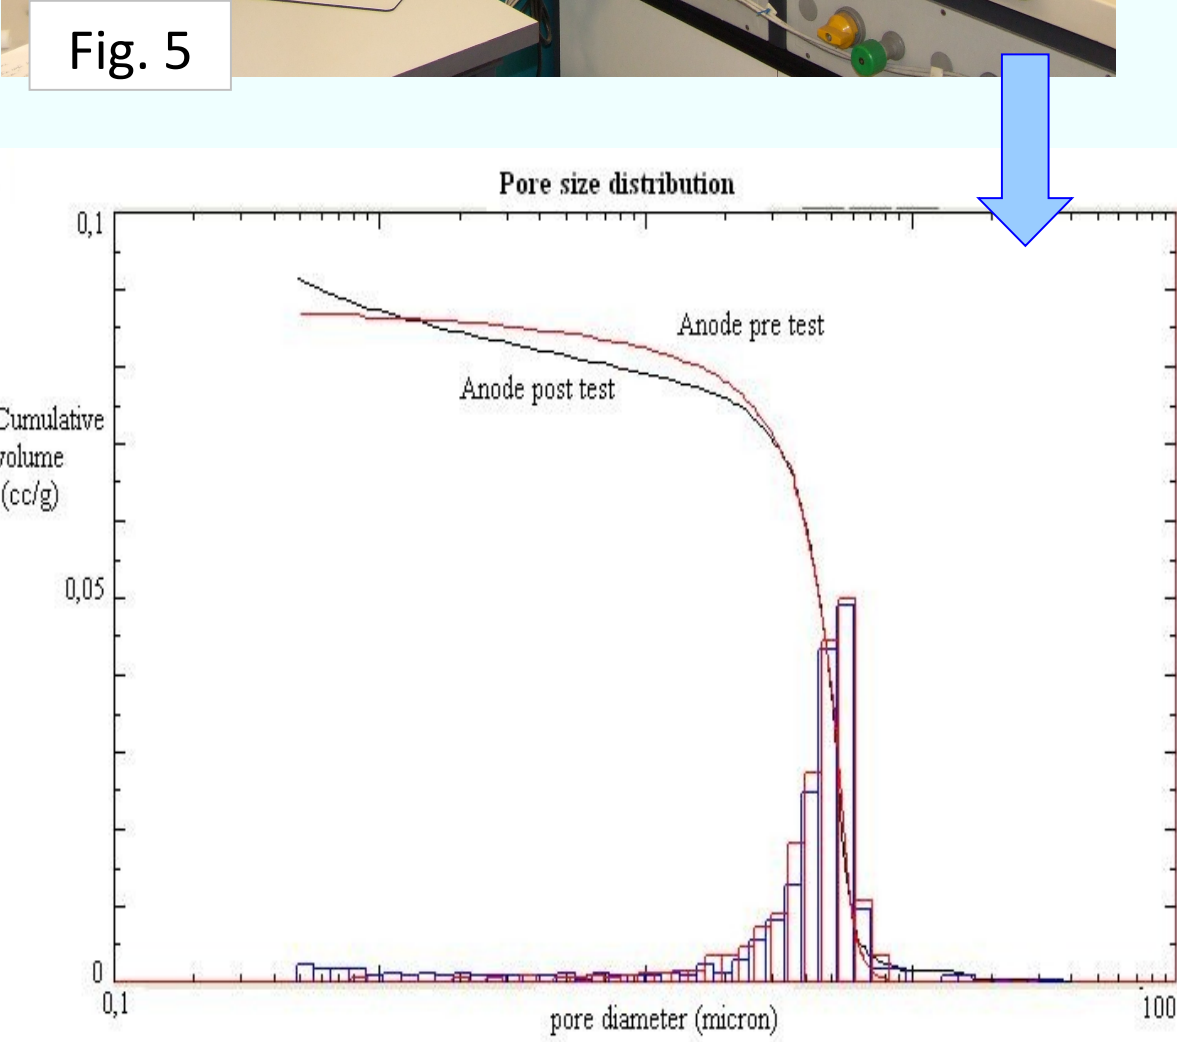 Fig. 5
Pore size distribution
0,1
Anode pre test
Anode post test
Cumulative
volume
(cc/g)
0,05
0
0,1
100
pore diameter (micron)